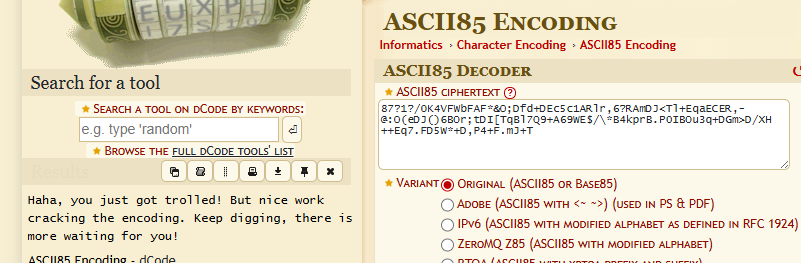 EUXPL
ASCII85 ENCODING
Informatics › Character Encoding › ASCII85 Encoding
Search for a tool
★ SEARCH A TOOL ON DCODE BY KEYWORDS:
e.g. type 'random'
★ BROWSE THE FULL DCODE TOOLS' LIST
Results
Haha, you just got trolled! But nice work
cracking the encoding. Keep digging, there is
more waiting for you!
ASCII85 Encoding - dCode
ASCII85 DECODER
★ ASCII85 CIPHERTEXT ?
87?1?/OK4VFWbFAF*&O;Dfd+DEc5c1ARlr,6?RAmDJ<Tl+EqaECER,-
@:O(eDJ()6BOr;tDI[TqBl7Q9+A69WE$/\*B4kprB.POIBOu3q+DGm>D/XH
++Eq7.FD5W*+D,P4+F.mJ+T
★ VARIANT ORIGINAL (ASCII85 OR BASE85)
ADOBE (ASCII85 WITH <~ ~>) (USED IN PS & PDF)
IPV6 (ASCII85 WITH MODIFIED ALPHABET AS DEFINED IN RFC 1924)
ZEROMQ Z85 (ASCII85 WITH MODIFIED ALPHABET)